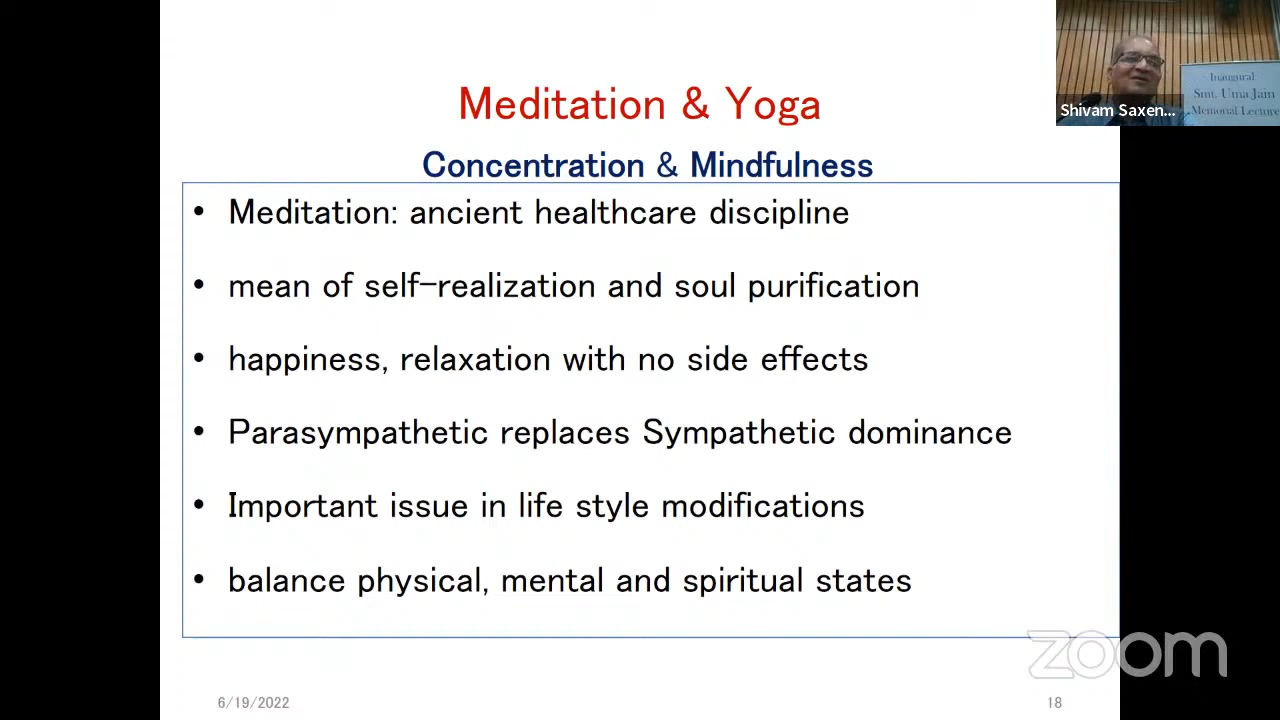 Meditation & Yoga
Concentration & Mindfulness
• Meditation: ancient healthcare discipline
• mean of self-realization and soul purification
• happiness, relaxation with no side effects
• Parasympathetic replaces Sympathetic dominance
• Important issue in life style modifications
• balance physical, mental and spiritual states
6/19/2022
18
zoom
Inaugural
Smt. Uma Jain
Memorial Lecture
Shivam Saxen...